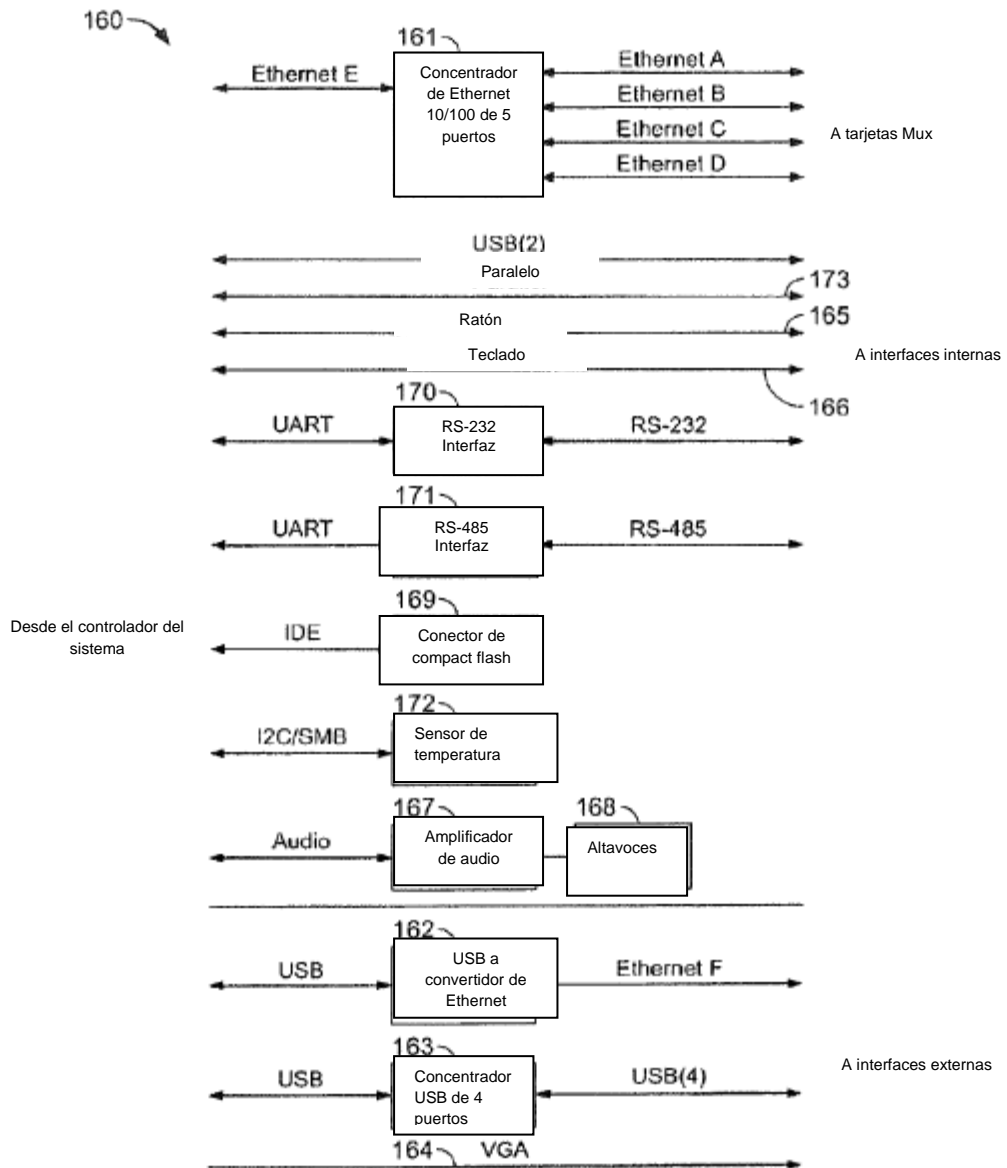 160
161
Ethernet E
Concentrador
de Ethernet
10/100 de 5
puertos
Ethernet A
Ethernet B
Ethernet C
Ethernet D
A tarjetas Mux
USB(2)
Paralelo
173
Ratón
165
Teclado
A interfaces internas
166
170
UART
RS-232
Interfaz
RS-232
171
UART
RS-485
Interfaz
RS-485
169
Desde el controlador del
sistema
IDE
Conector de
compact flash
172
I2C/SMB
Sensor de
temperatura
167
Audio
Amplificador
de audio
168
Altavoces
162
USB
USB a
convertidor de
Ethernet
Ethernet F
163
USB
Concentrador
USB de 4
puertos
USB(4)
A interfaces externas
164
VGA